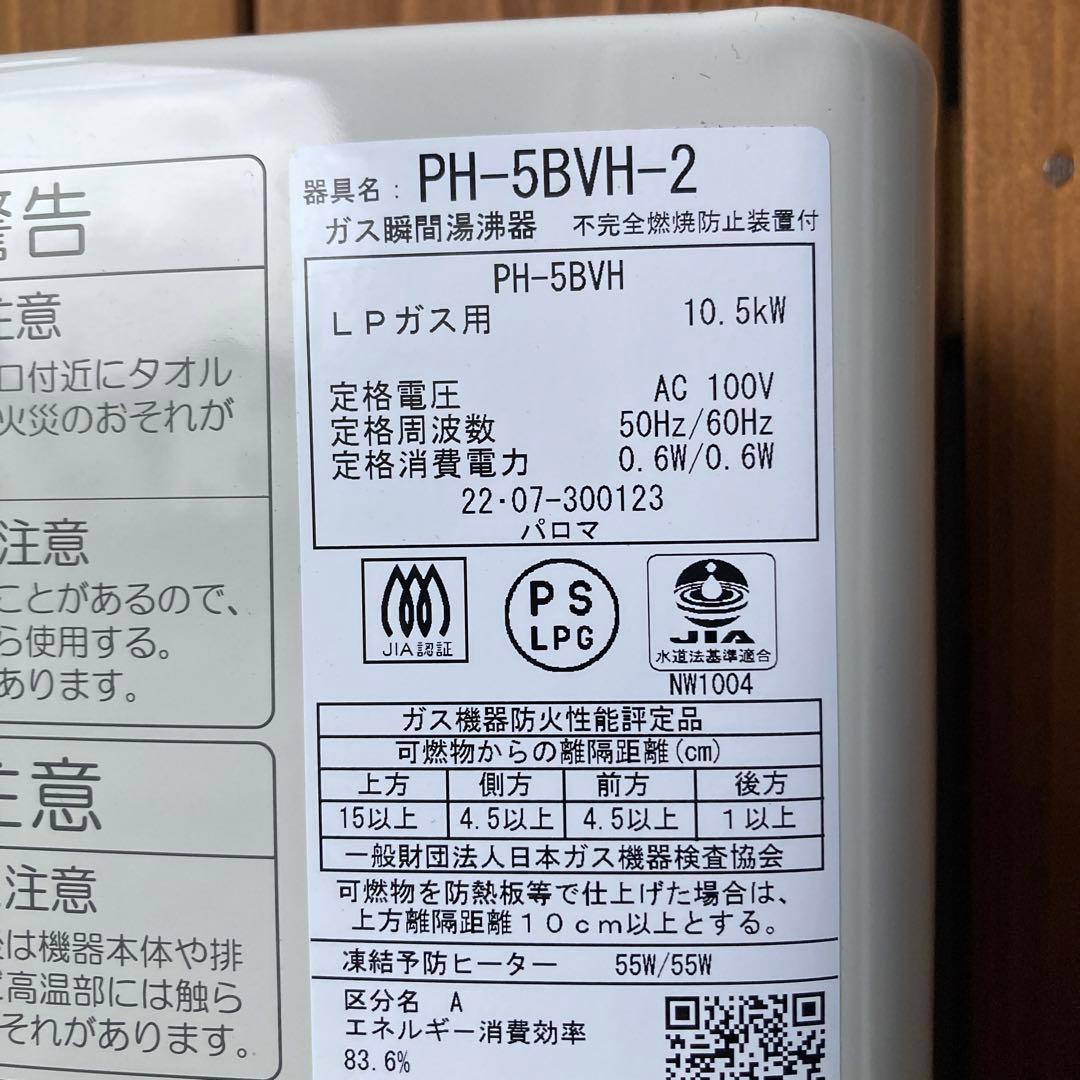 警告
注意
口付近にタオル
火災のおそれが
注意
ことがあるので、
ら使用する。
あります。
注意
注意
後は機器本体や排
ど高温部には触ら
それがあります。
器具名: PH-5BVH-2
ガス瞬間湯沸器 不完全燃焼防止装置付
PH-5BVH
LPガス用 10.5kW
定格電圧 AC 100V
定格周波数 50Hz/60Hz
定格消費電力 0.6W/0.6W
22・07-300123
パロマ
JIA認証
PS
LPG
JIA
水道法基準適合
NW1004
ガス機器防火性能評定品
可燃物からの離隔距離(cm)
上方 側方 前方 後方
15以上 4.5以上 4.5以上 1以上
一般財団法人日本ガス機器検査協会
可燃物を防熱板等で仕上げた場合は、
上方離隔距離10cm以上とする。
凍結予防ヒーター 55W/55W
区分名 A
エネルギー消費効率
83.6%